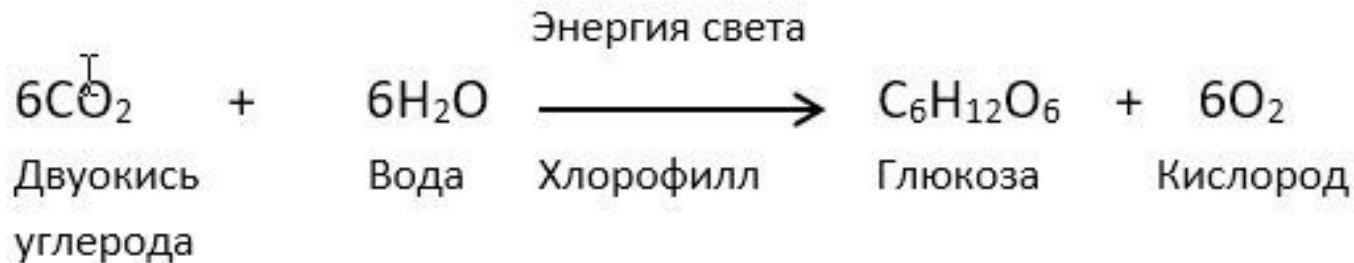 Энергия света
6CO₂ + 6H₂O ⟶ C₆H₁₂O₆ + 6O₂
Двуокись Вода Хлорофилл Глюкоза Кислород
углерода